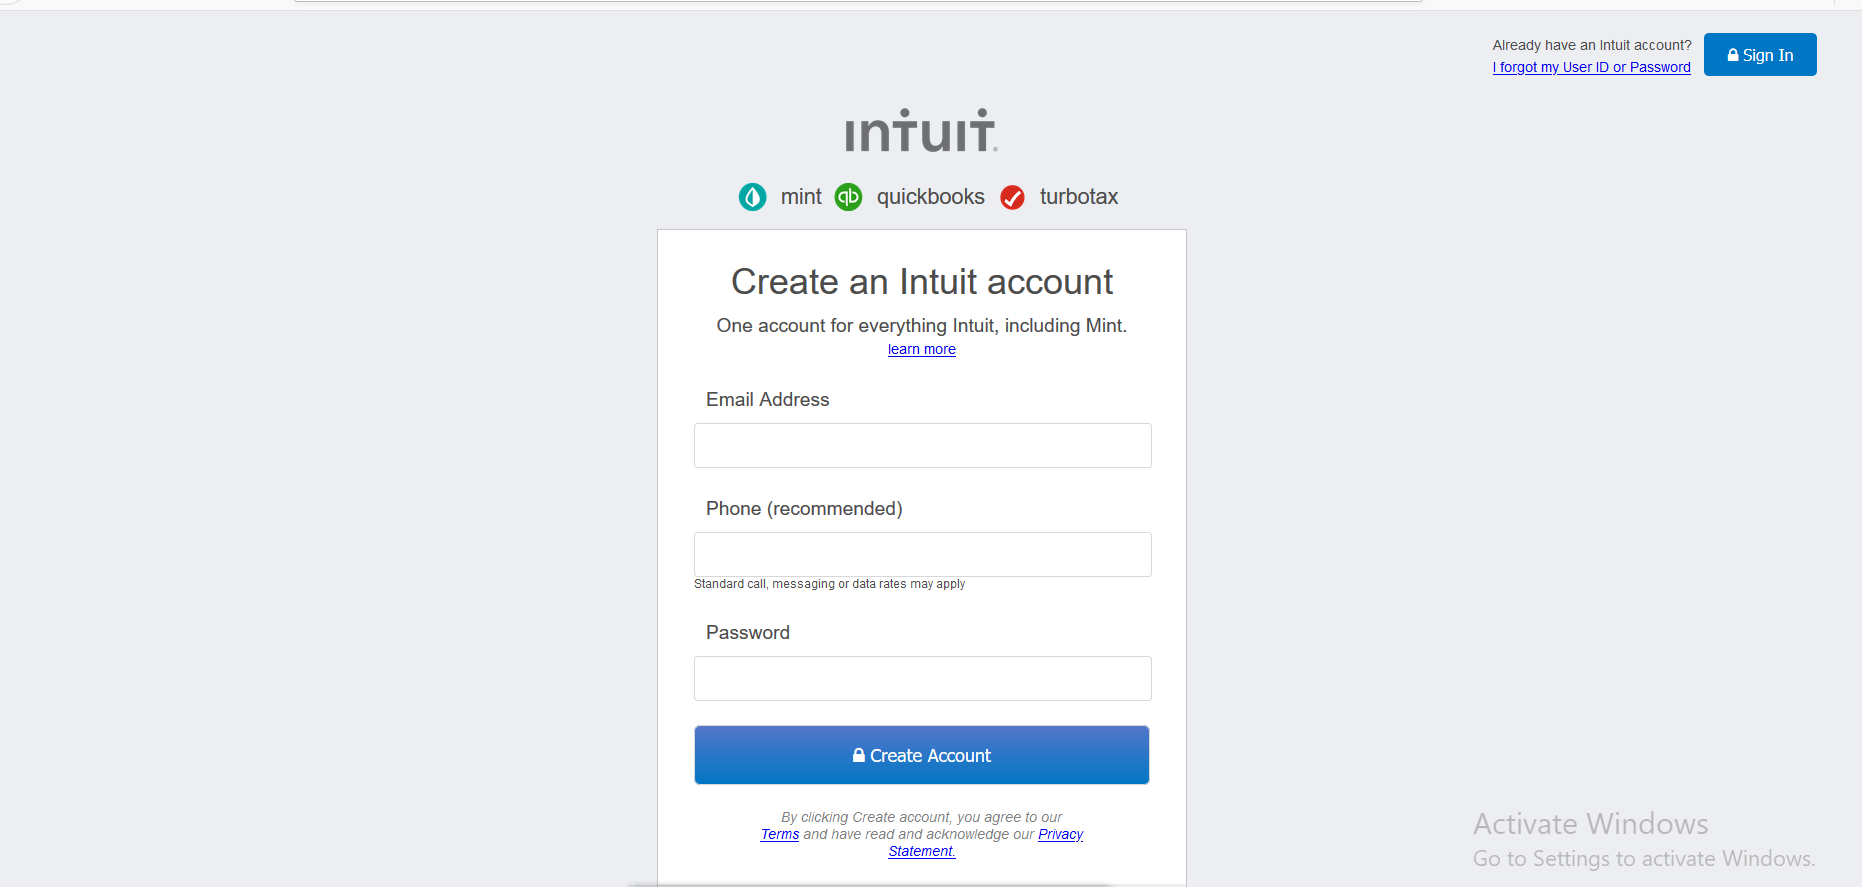 Already have an Intuit account?
I forgot my User ID or Password
Sign In
intuit
mint qb quickbooks turbotax
Create an Intuit account
One account for everything Intuit, including Mint.
learn more
Email Address
Phone (recommended)
Standard call, messaging or data rates may apply
Password
Create Account
By clicking Create account, you agree to our
Terms and have read and acknowledge our Privacy
Statement.
Activate Windows
Go to Settings to activate Windows.